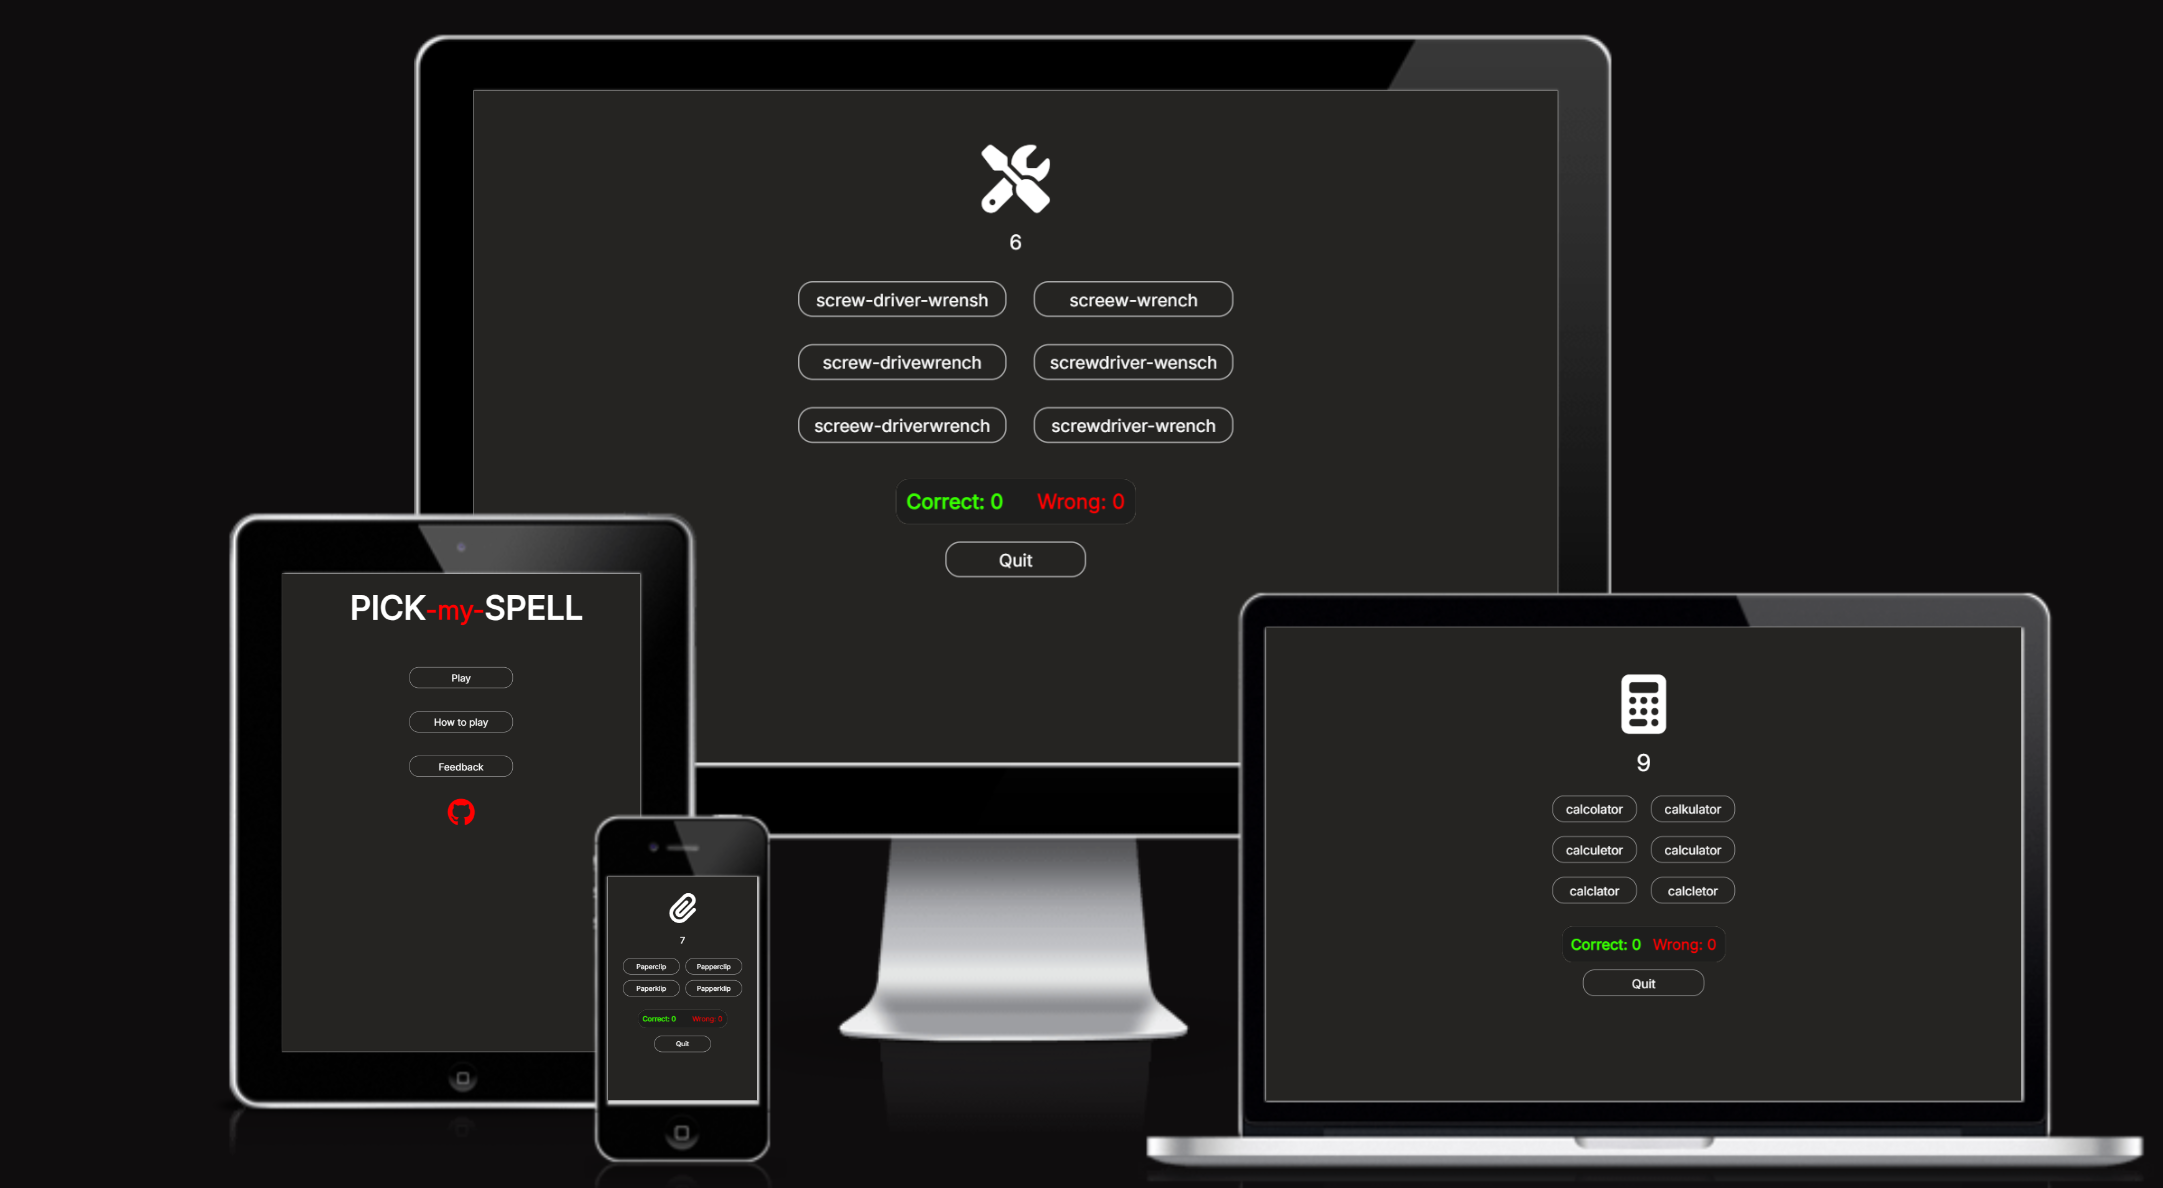 6
screw-driver-wrensh screew-wrench
screw-drivewrench screwdriver-wensch
screew-driverwrench screwdriver-wrench
Correct: 0 Wrong: 0
Quit
PICK-my-SPELL
Play
How to play
Feedback
7
Paperclip Papperclip
Paperklip Papperklip
Correct: 0 Wrong: 0
Quit
9
calcolator calkulator
calculetor calculator
calclator calcletor
Correct: 0 Wrong: 0
Quit